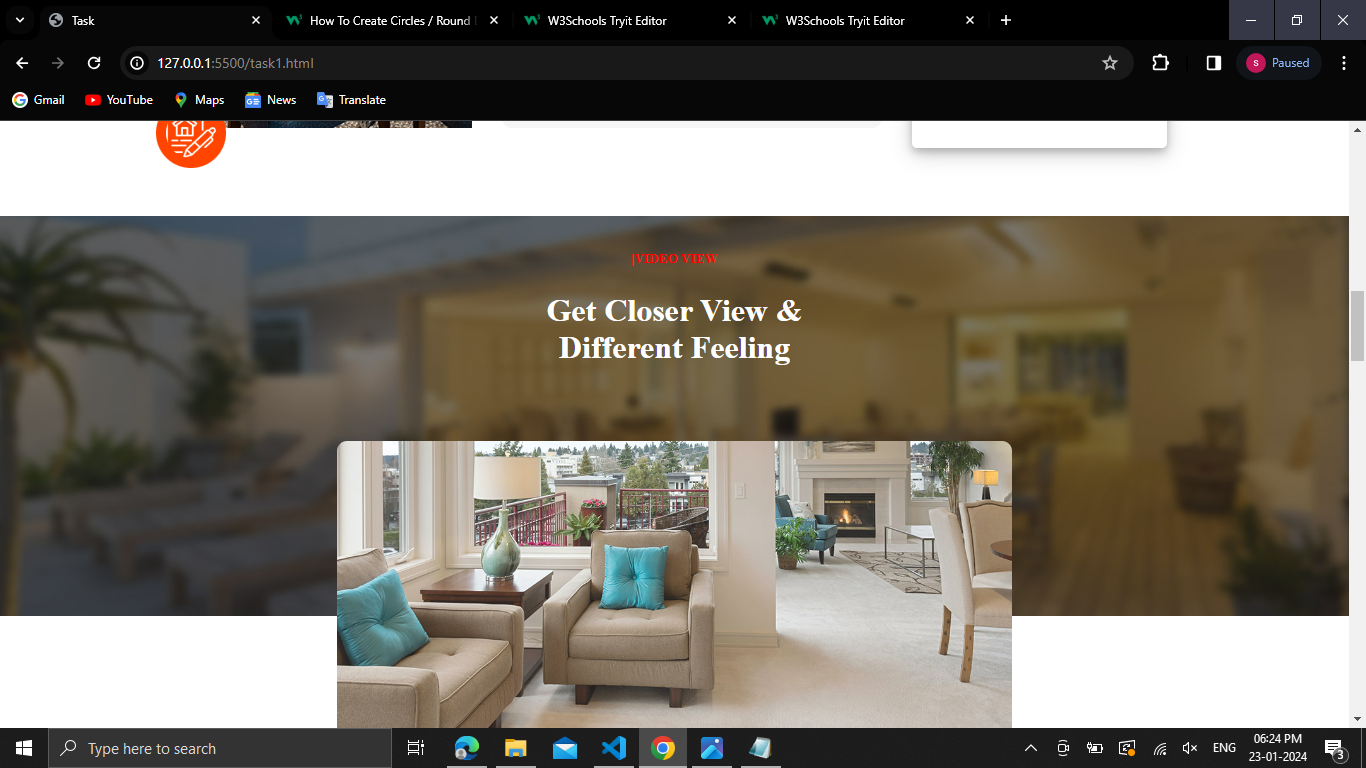 Task
How To Create Circles / Round
W3Schools Tryit Editor
W3Schools Tryit Editor
127.0.0.1:5500/task1.html
S
Paused
Gmail
YouTube
Maps
News
Translate
|VIDEO VIEW
Get Closer View &
Different Feeling
Type here to search
ENG
06:24 PM
23-01-2024
3